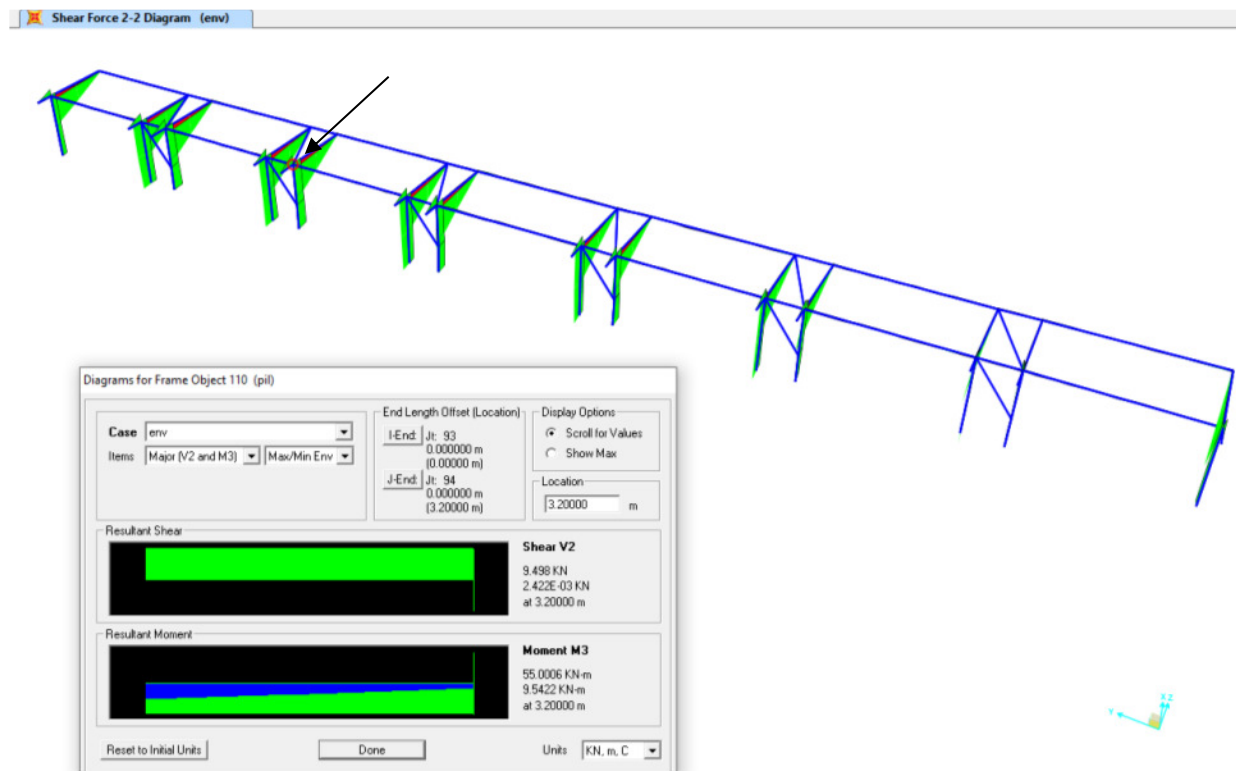 Shear Force 2-2 Diagram (env)
Diagrams for Frame Object 110 (pil)
Case env
Items Major (V2 and M3) Max/Min Env
End Length Offset (Location)
I-End: Jt: 93
0.000000 m
(0.00000 m)
J-End: Jt: 94
0.000000 m
(3.20000 m)
Display Options
Scroll for Values
Show Max
Location
3.20000 m
Resultant Shear
Shear V2
9.498 KN
2.422E-03 KN
at 3.20000 m
Resultant Moment
Moment M3
55.0006 KN-m
9.5422 KN-m
at 3.20000 m
Reset to Initial Units Done Units KN, m, C
Y X Z